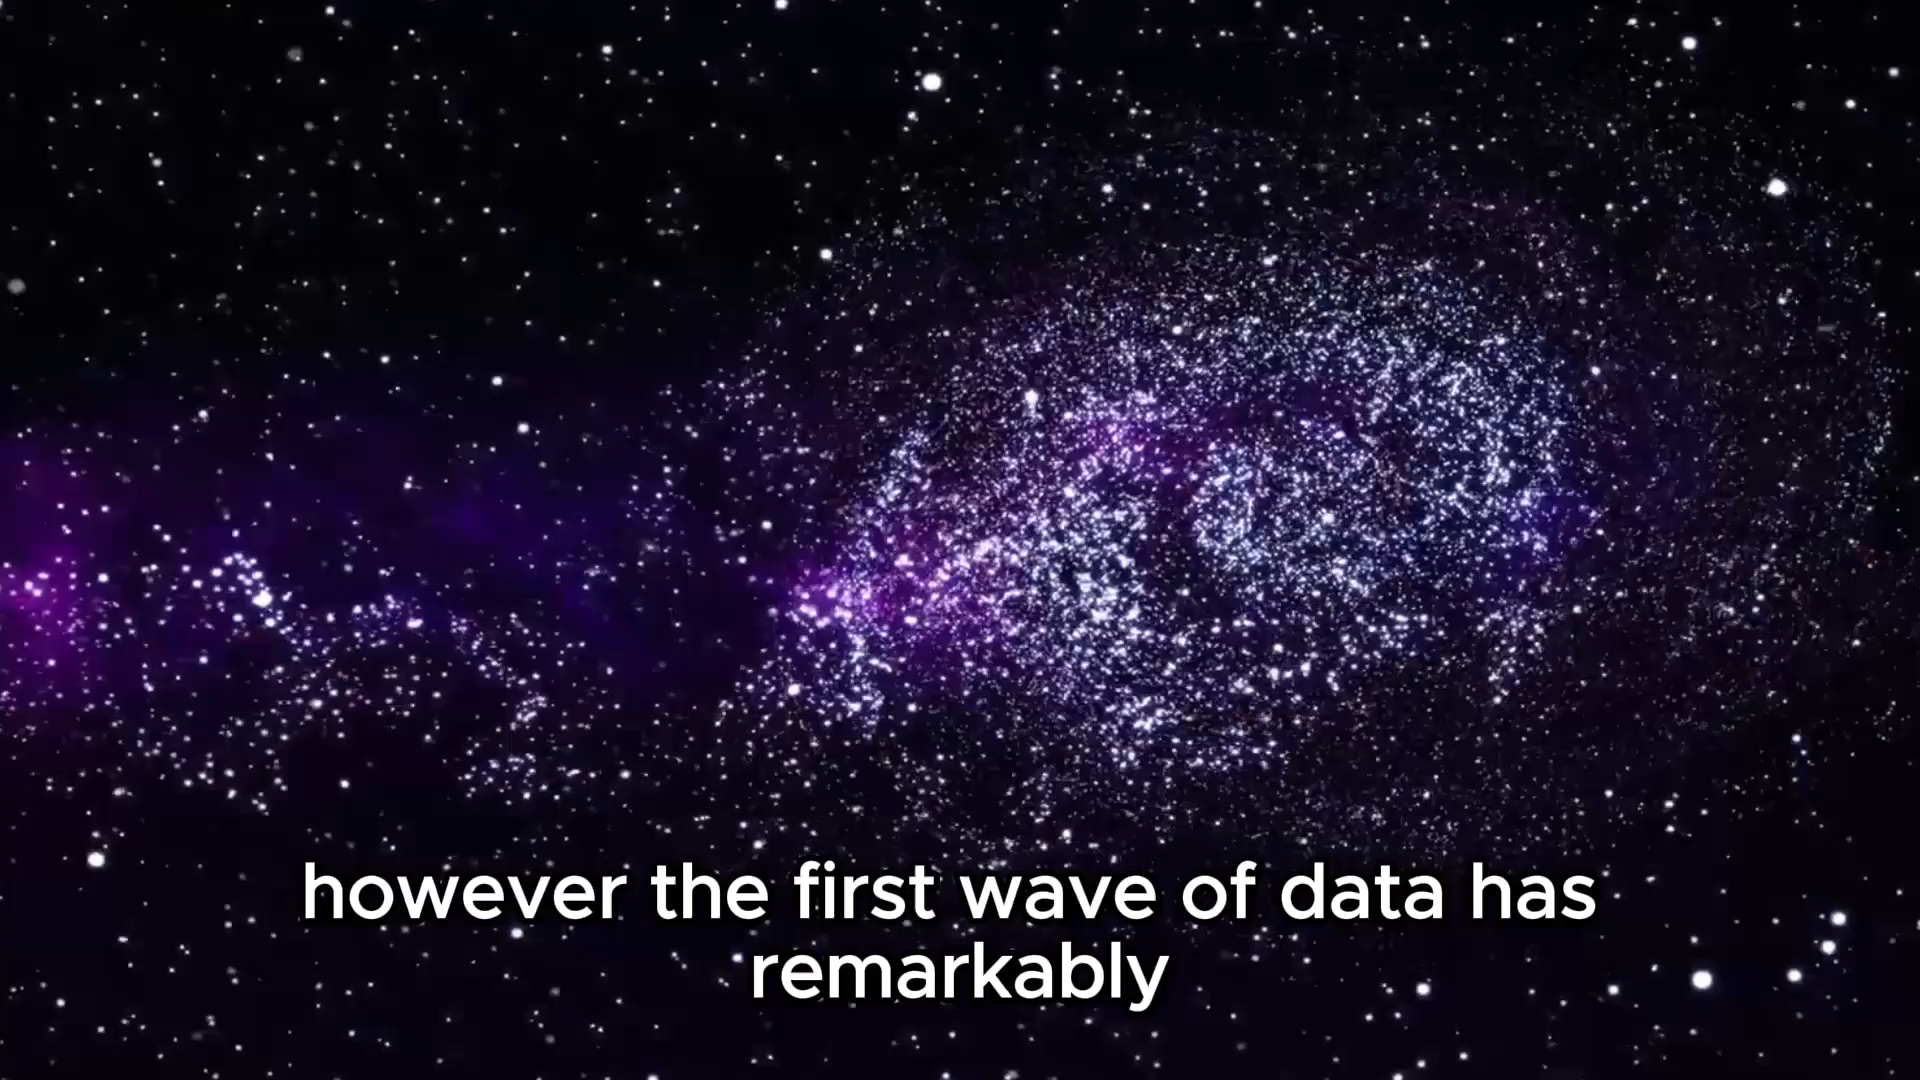 however the first wave of data has
remarkably